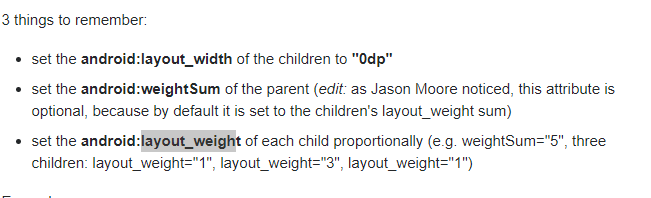 3 things to remember:
• set the android:layout_width of the children to "0dp"
• set the android:weightSum of the parent (edit: as Jason Moore noticed, this attribute is
optional, because by default it is set to the children's layout_weight sum)
• set the android:layout_weight of each child proportionally (e.g. weightSum="5", three
children: layout_weight="1", layout_weight="3", layout_weight="1")